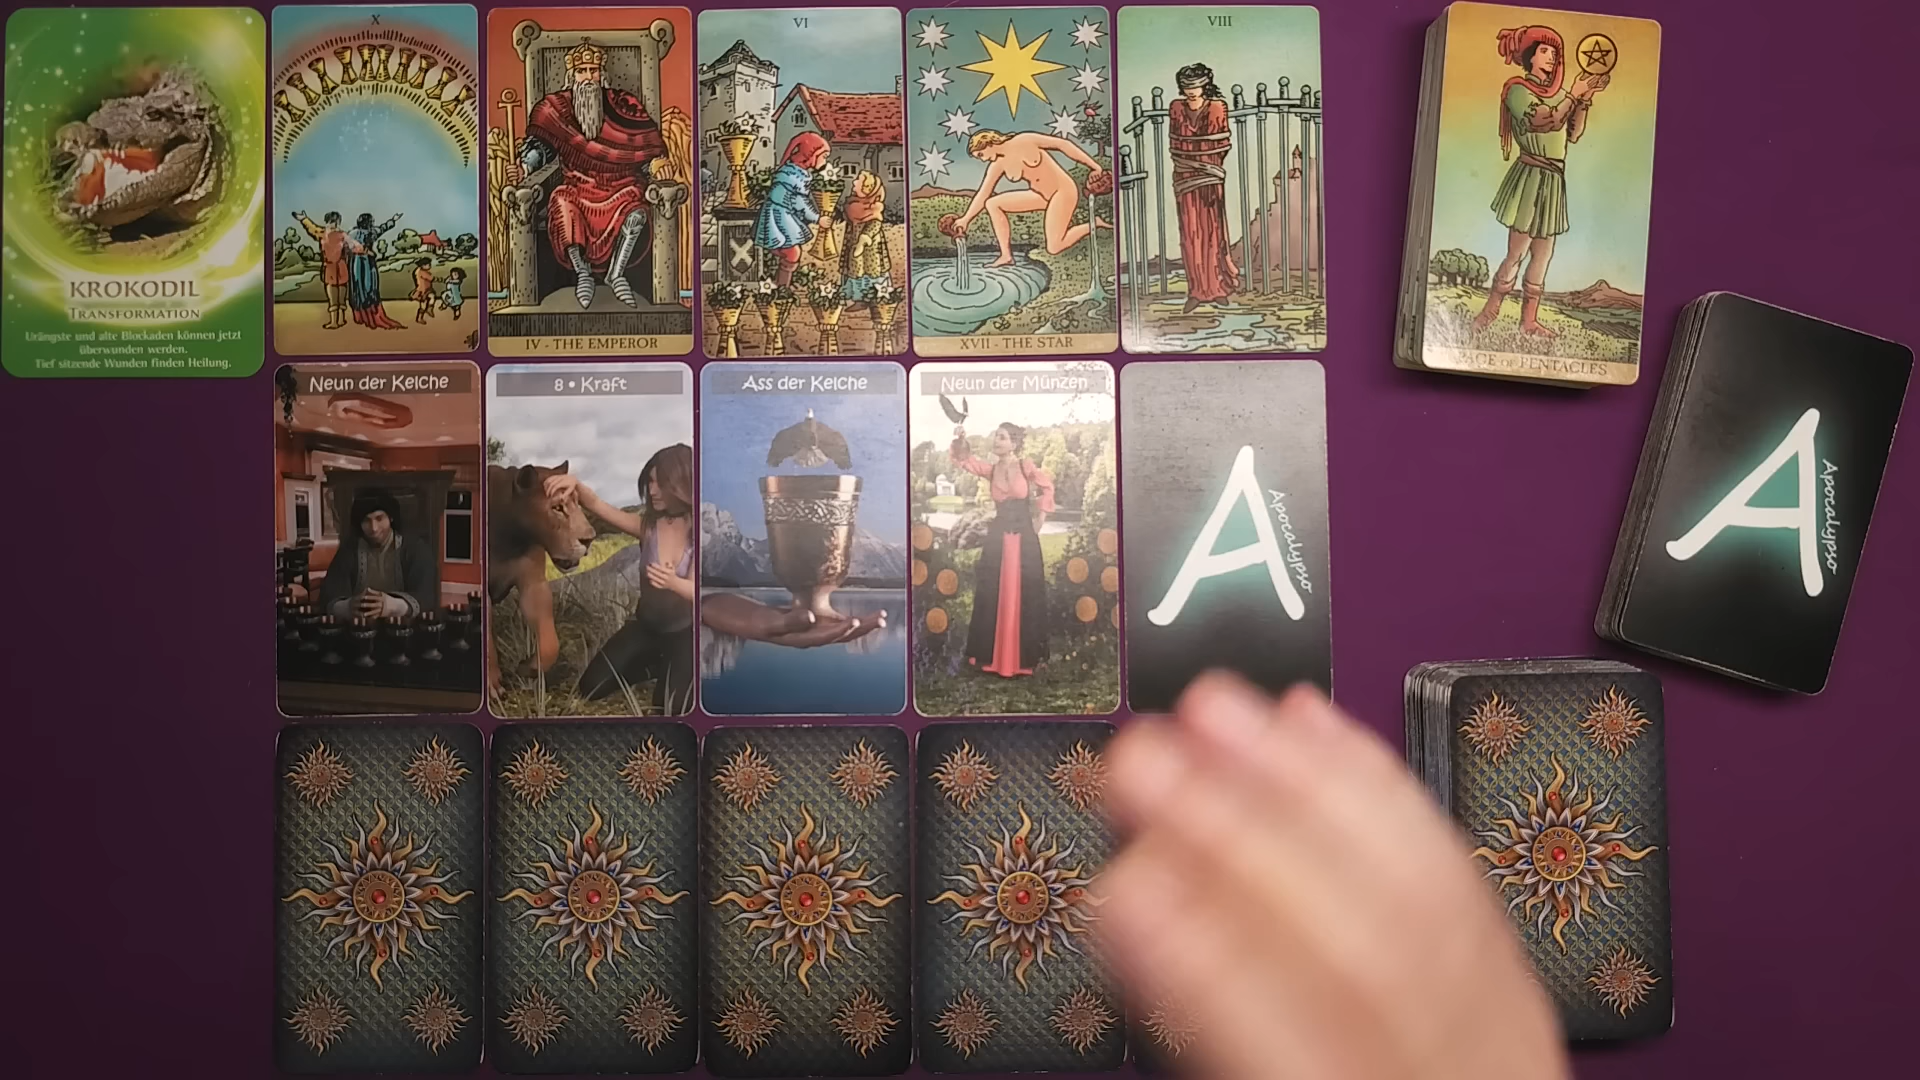 KROKODIL
TRANSFORMATION
Urängste und alte Blockaden können jetzt
überwunden werden.
Tief sitzende Wunden finden Heilung.
X
IV - THE EMPEROR
VI
XVII - THE STAR
VIII
PAGE OF PENTACLES
Neun der Kelche
8 • Kraft
Ass der Kelche
Neun der Münzen
A
Apocalypso
A
Apocalypso